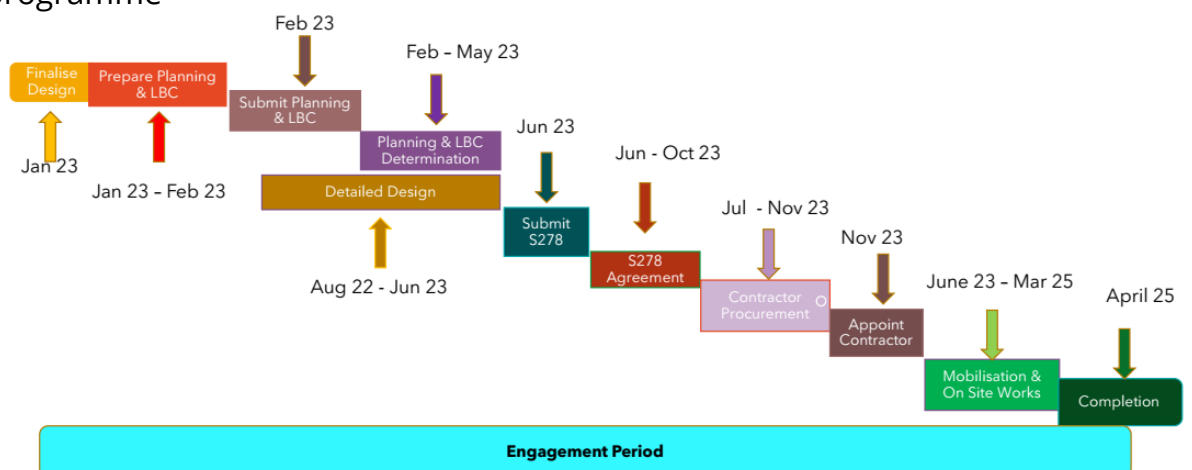 programme
Feb 23
Feb – May 23
Finalise
Design
Prepare Planning
& LBC
Submit Planning
& LBC
Planning & LBC
Determination
Jun 23
Jan 23
Jan 23 – Feb 23
Detailed Design
Jun - Oct 23
Submit
S278
Jul - Nov 23
Aug 22 - Jun 23
S278
Agreement
Nov 23
Contractor
Procurement
June 23 – Mar 25
April 25
Appoint
Contractor
Mobilisation &
On Site Works
Completion
Engagement Period